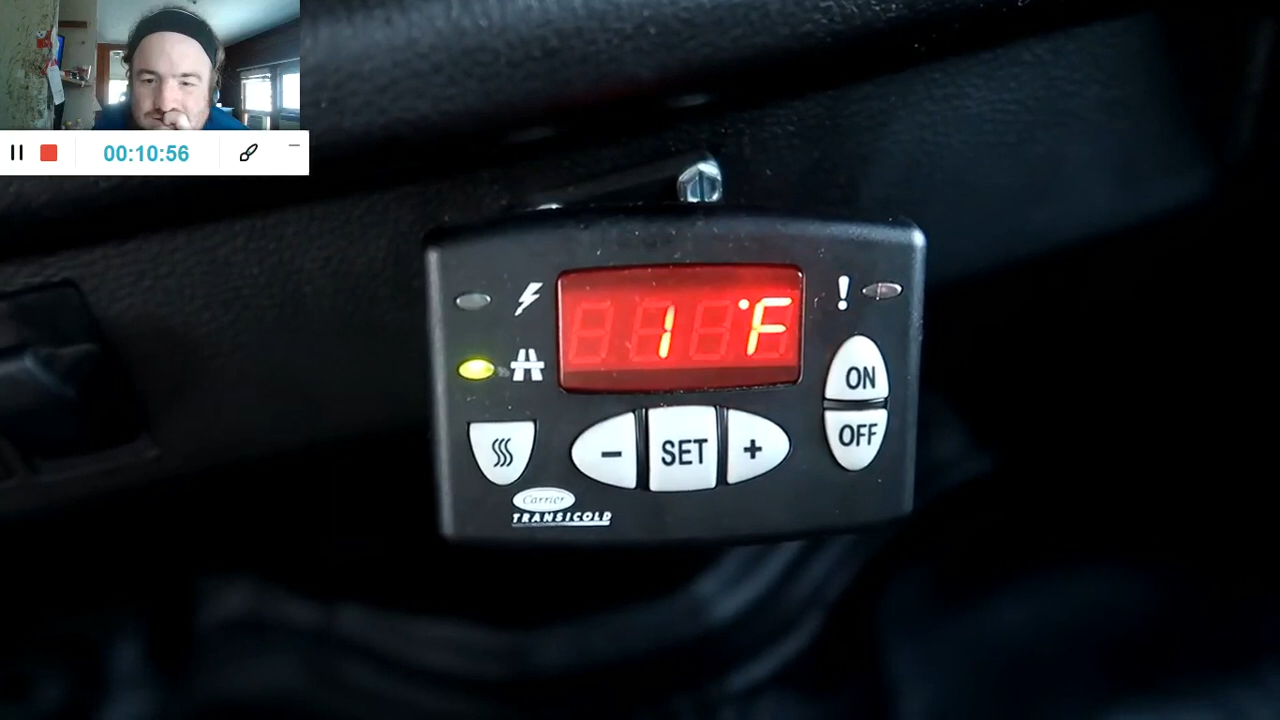 00:10:56
1 °F
!
ON
OFF
- SET +
Carrier
TRANSICOLD